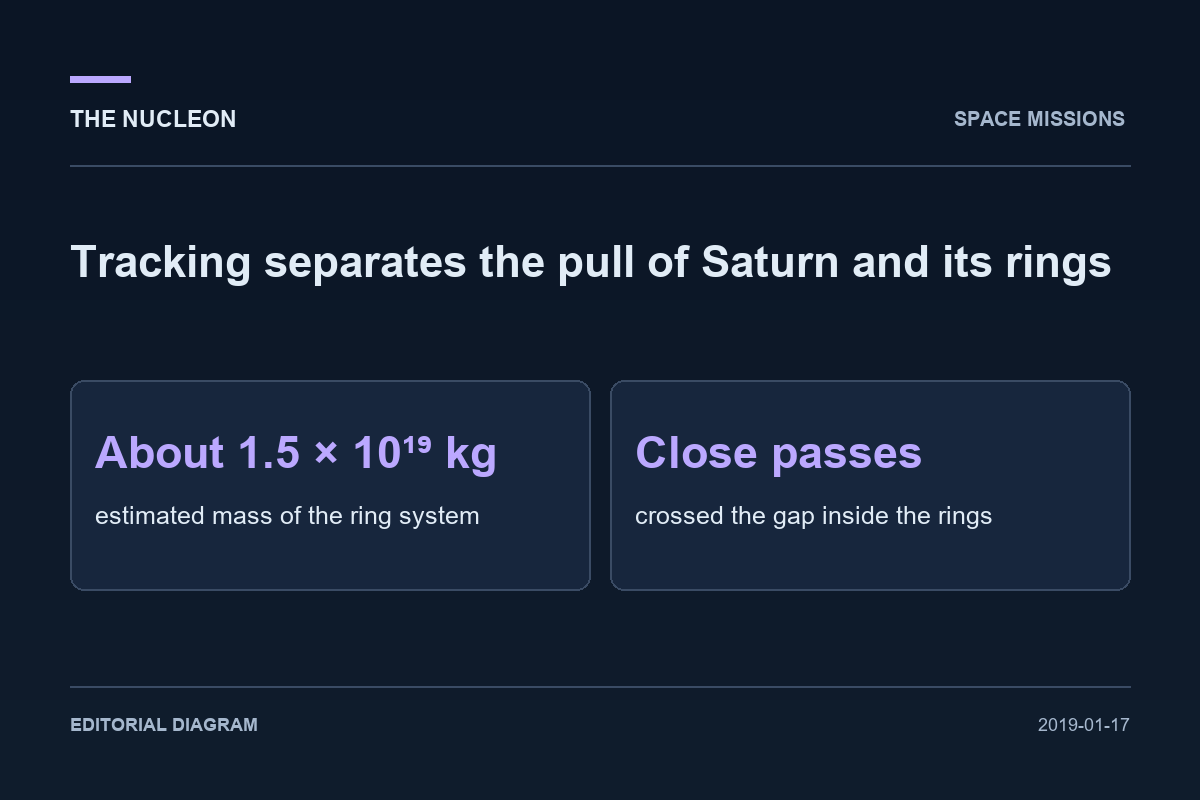 THE NUCLEON
SPACE MISSIONS
Tracking separates the pull of Saturn and its rings
About 1.5 × 10¹⁹ kg
estimated mass of the ring system
Close passes
crossed the gap inside the rings
EDITORIAL DIAGRAM
2019-01-17